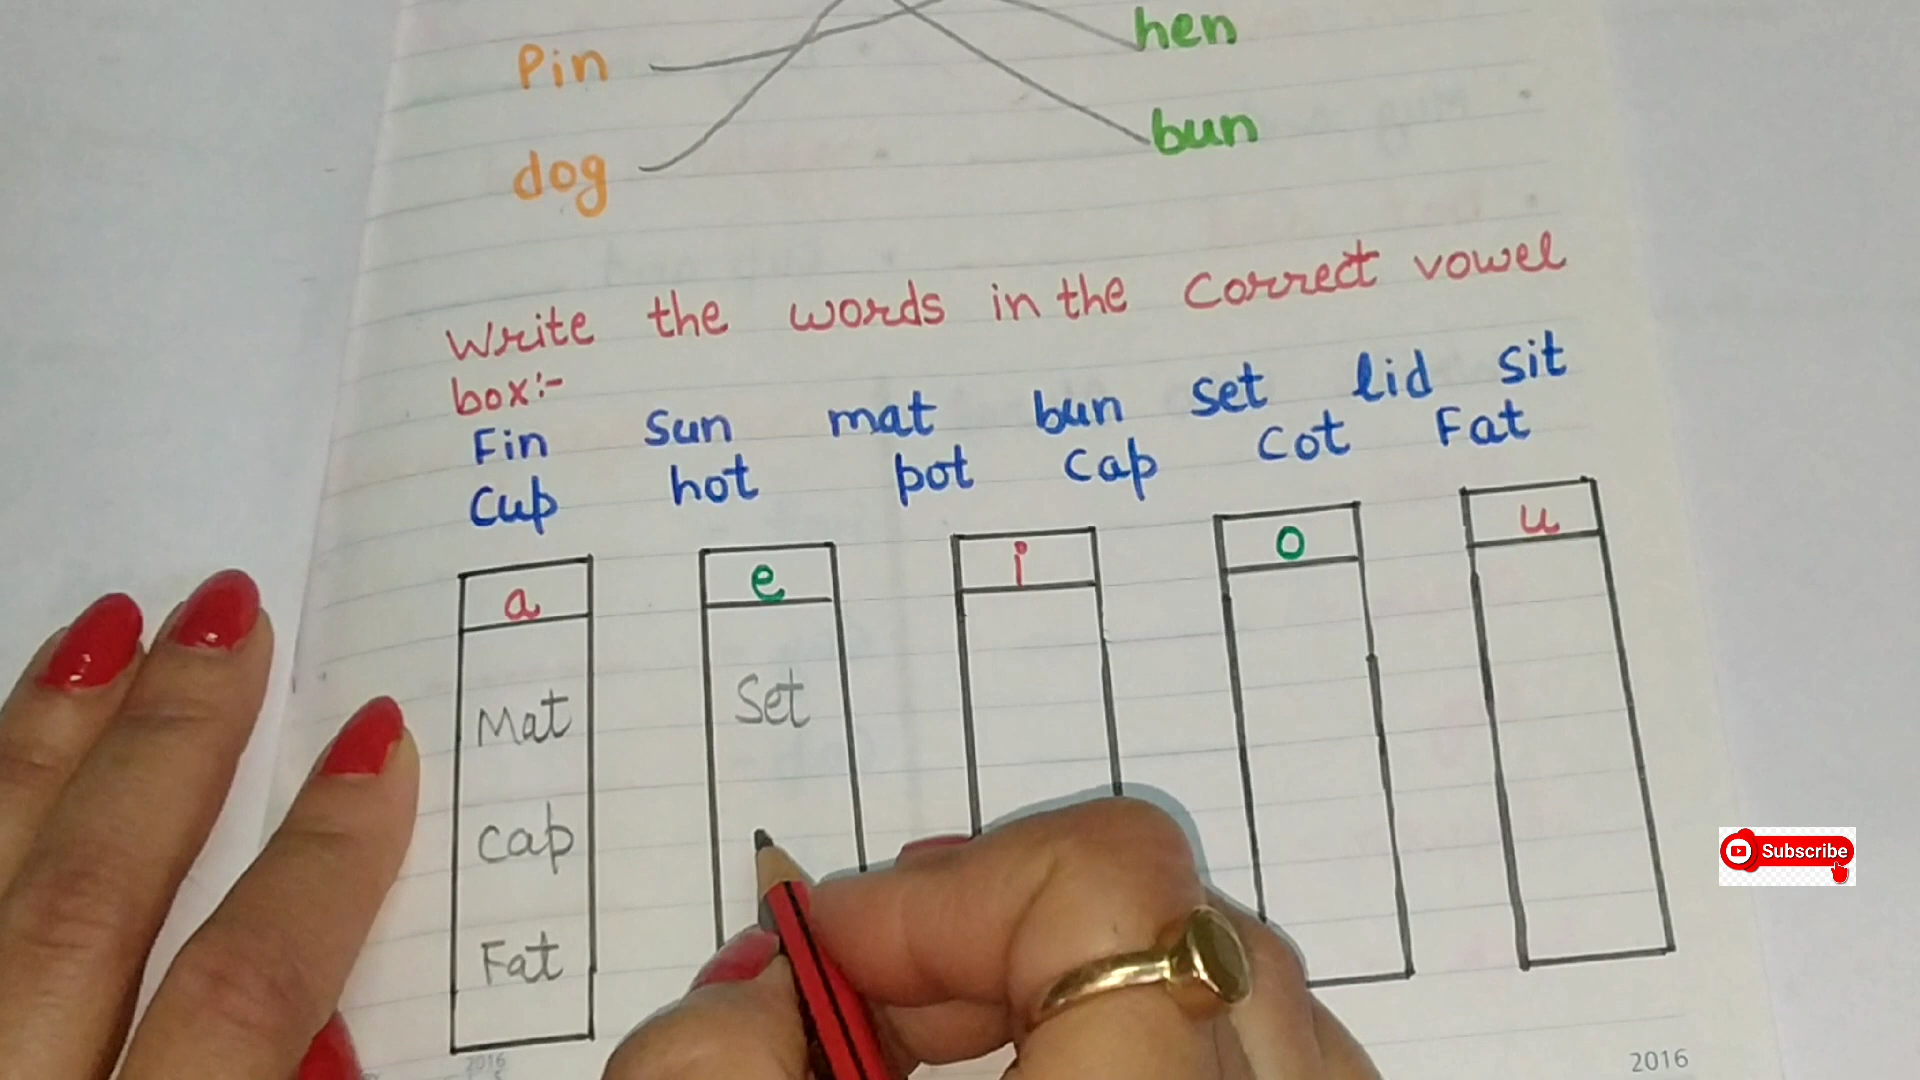 Pin hen
dog bun
Write the words in the correct vowel
box:-
Fin Sun mat bun set lid sit
Cup hot pot Cap Cot Fat
a e i o u
Mat Set
cap
Fat
Subscribe
2016 2016